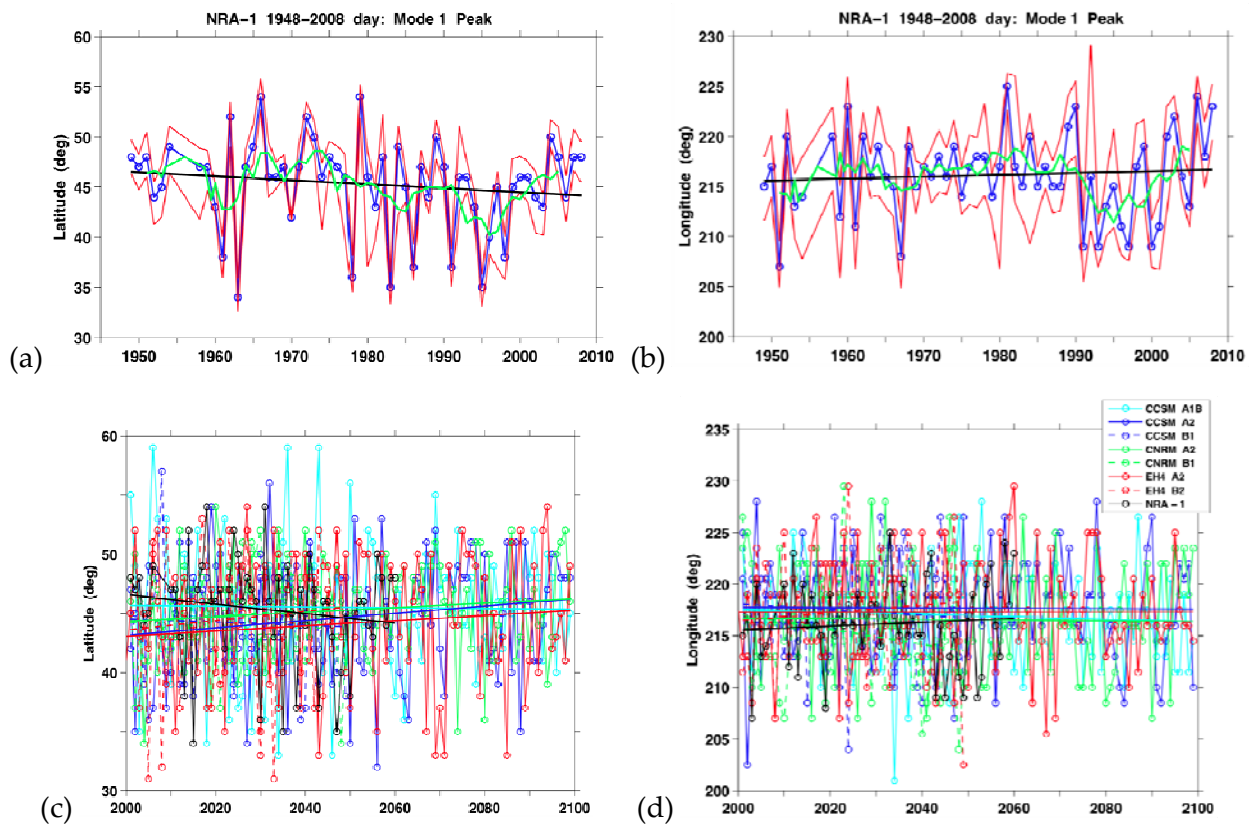 NRA-1 1948-2008 day: Mode 1 Peak
60
55
50
45
40
35
30
Latitude (deg)
1950 1960 1970 1980 1990 2000 2010
(a)
NRA-1 1948-2008 day: Mode 1 Peak
230
225
220
215
210
205
200
Longitude (deg)
1950 1960 1970 1980 1990 2000 2010
(b)
60
50
40
30
Latitude (deg)
2000 2020 2040 2060 2080 2100
(c)
235
230
225
220
215
210
205
200
Longitude (deg)
CCSM A1B
CCSM A2
CCSM B1
CNRM A2
CNRM B1
EH4 A2
EH4 B2
NRA-1
2000 2020 2040 2060 2080 2100
(d)